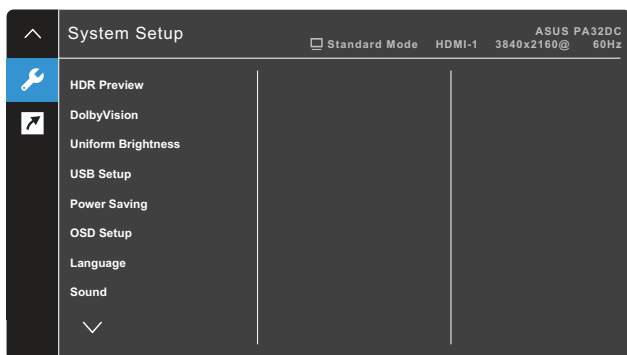 System Setup
Standard Mode HDMI-1 ASUS PA32DC
3840x2160@ 60Hz
HDR Preview
DolbyVision
Uniform Brightness
USB Setup
Power Saving
OSD Setup
Language
Sound